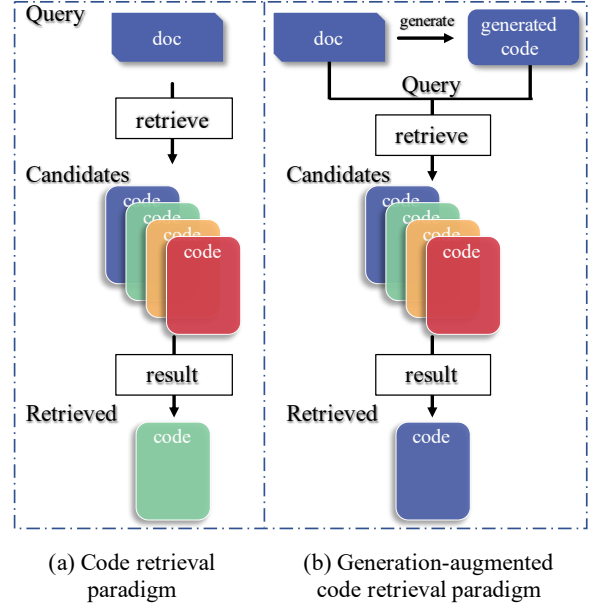 Query
doc
retrieve
Candidates
code
code
code
code
result
Retrieved
code
(a) Code retrieval
paradigm
doc
generate
generated
code
Query
retrieve
Candidates
code
code
code
code
result
Retrieved
code
(b) Generation-augmented
code retrieval paradigm